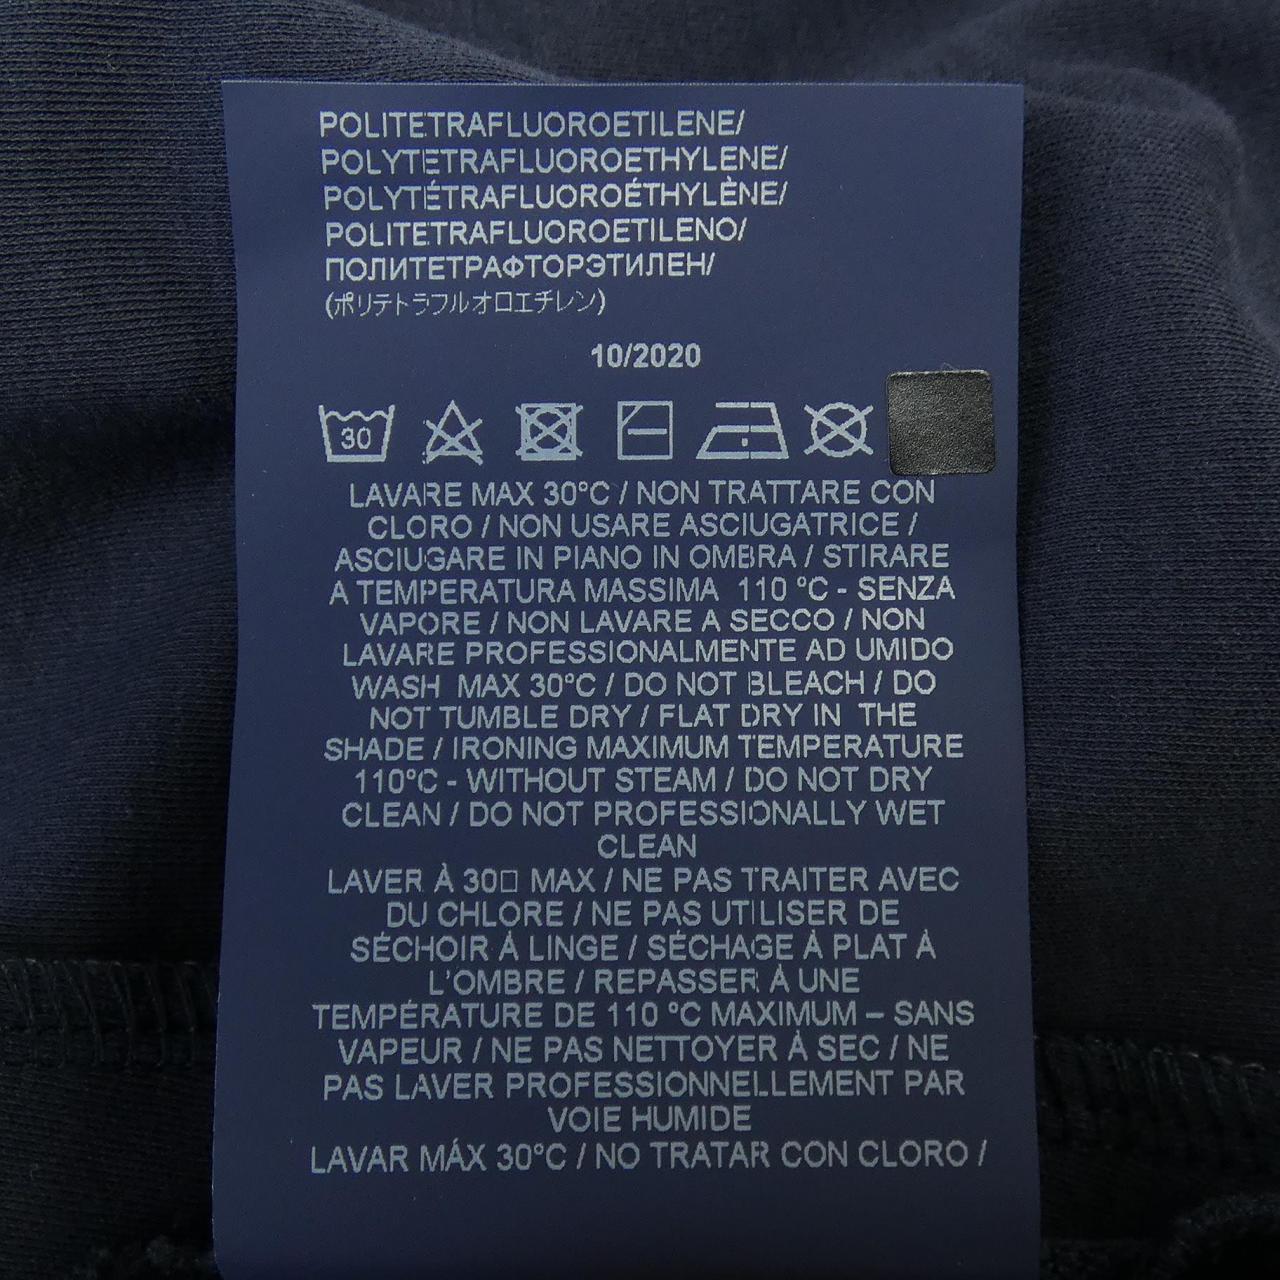 POLITETRAFLUOROETILENE/
POLYTETRAFLUOROETHYLENE/
POLYTÉTRAFLUOROÉTHYLÈNE/
POLITETRAFLUOROETILENO/
ПОЛИТЕТРАФТОРЭТИЛЕН/
(ポリテトラフルオロエチレン)
10/2020
30
LAVARE MAX 30°C / NON TRATTARE CON
CLORO / NON USARE ASCIUGATRICE /
ASCIUGARE IN PIANO IN OMBRA / STIRARE
A TEMPERATURA MASSIMA 110 °C - SENZA
VAPORE / NON LAVARE A SECCO / NON
LAVARE PROFESSIONALMENTE AD UMIDO
WASH MAX 30°C / DO NOT BLEACH / DO
NOT TUMBLE DRY / FLAT DRY IN THE
SHADE / IRONING MAXIMUM TEMPERATURE
110°C - WITHOUT STEAM / DO NOT DRY
CLEAN / DO NOT PROFESSIONALLY WET
CLEAN
LAVER À 30□ MAX / NE PAS TRAITER AVEC
DU CHLORE / NE PAS UTILISER DE
SÉCHOIR À LINGE / SÉCHAGE À PLAT À
L'OMBRE / REPASSER À UNE
TEMPÉRATURE DE 110 °C MAXIMUM – SANS
VAPEUR / NE PAS NETTOYER À SEC / NE
PAS LAVER PROFESSIONNELLEMENT PAR
VOIE HUMIDE
LAVAR MÁX 30°C / NO TRATAR CON CLORO /